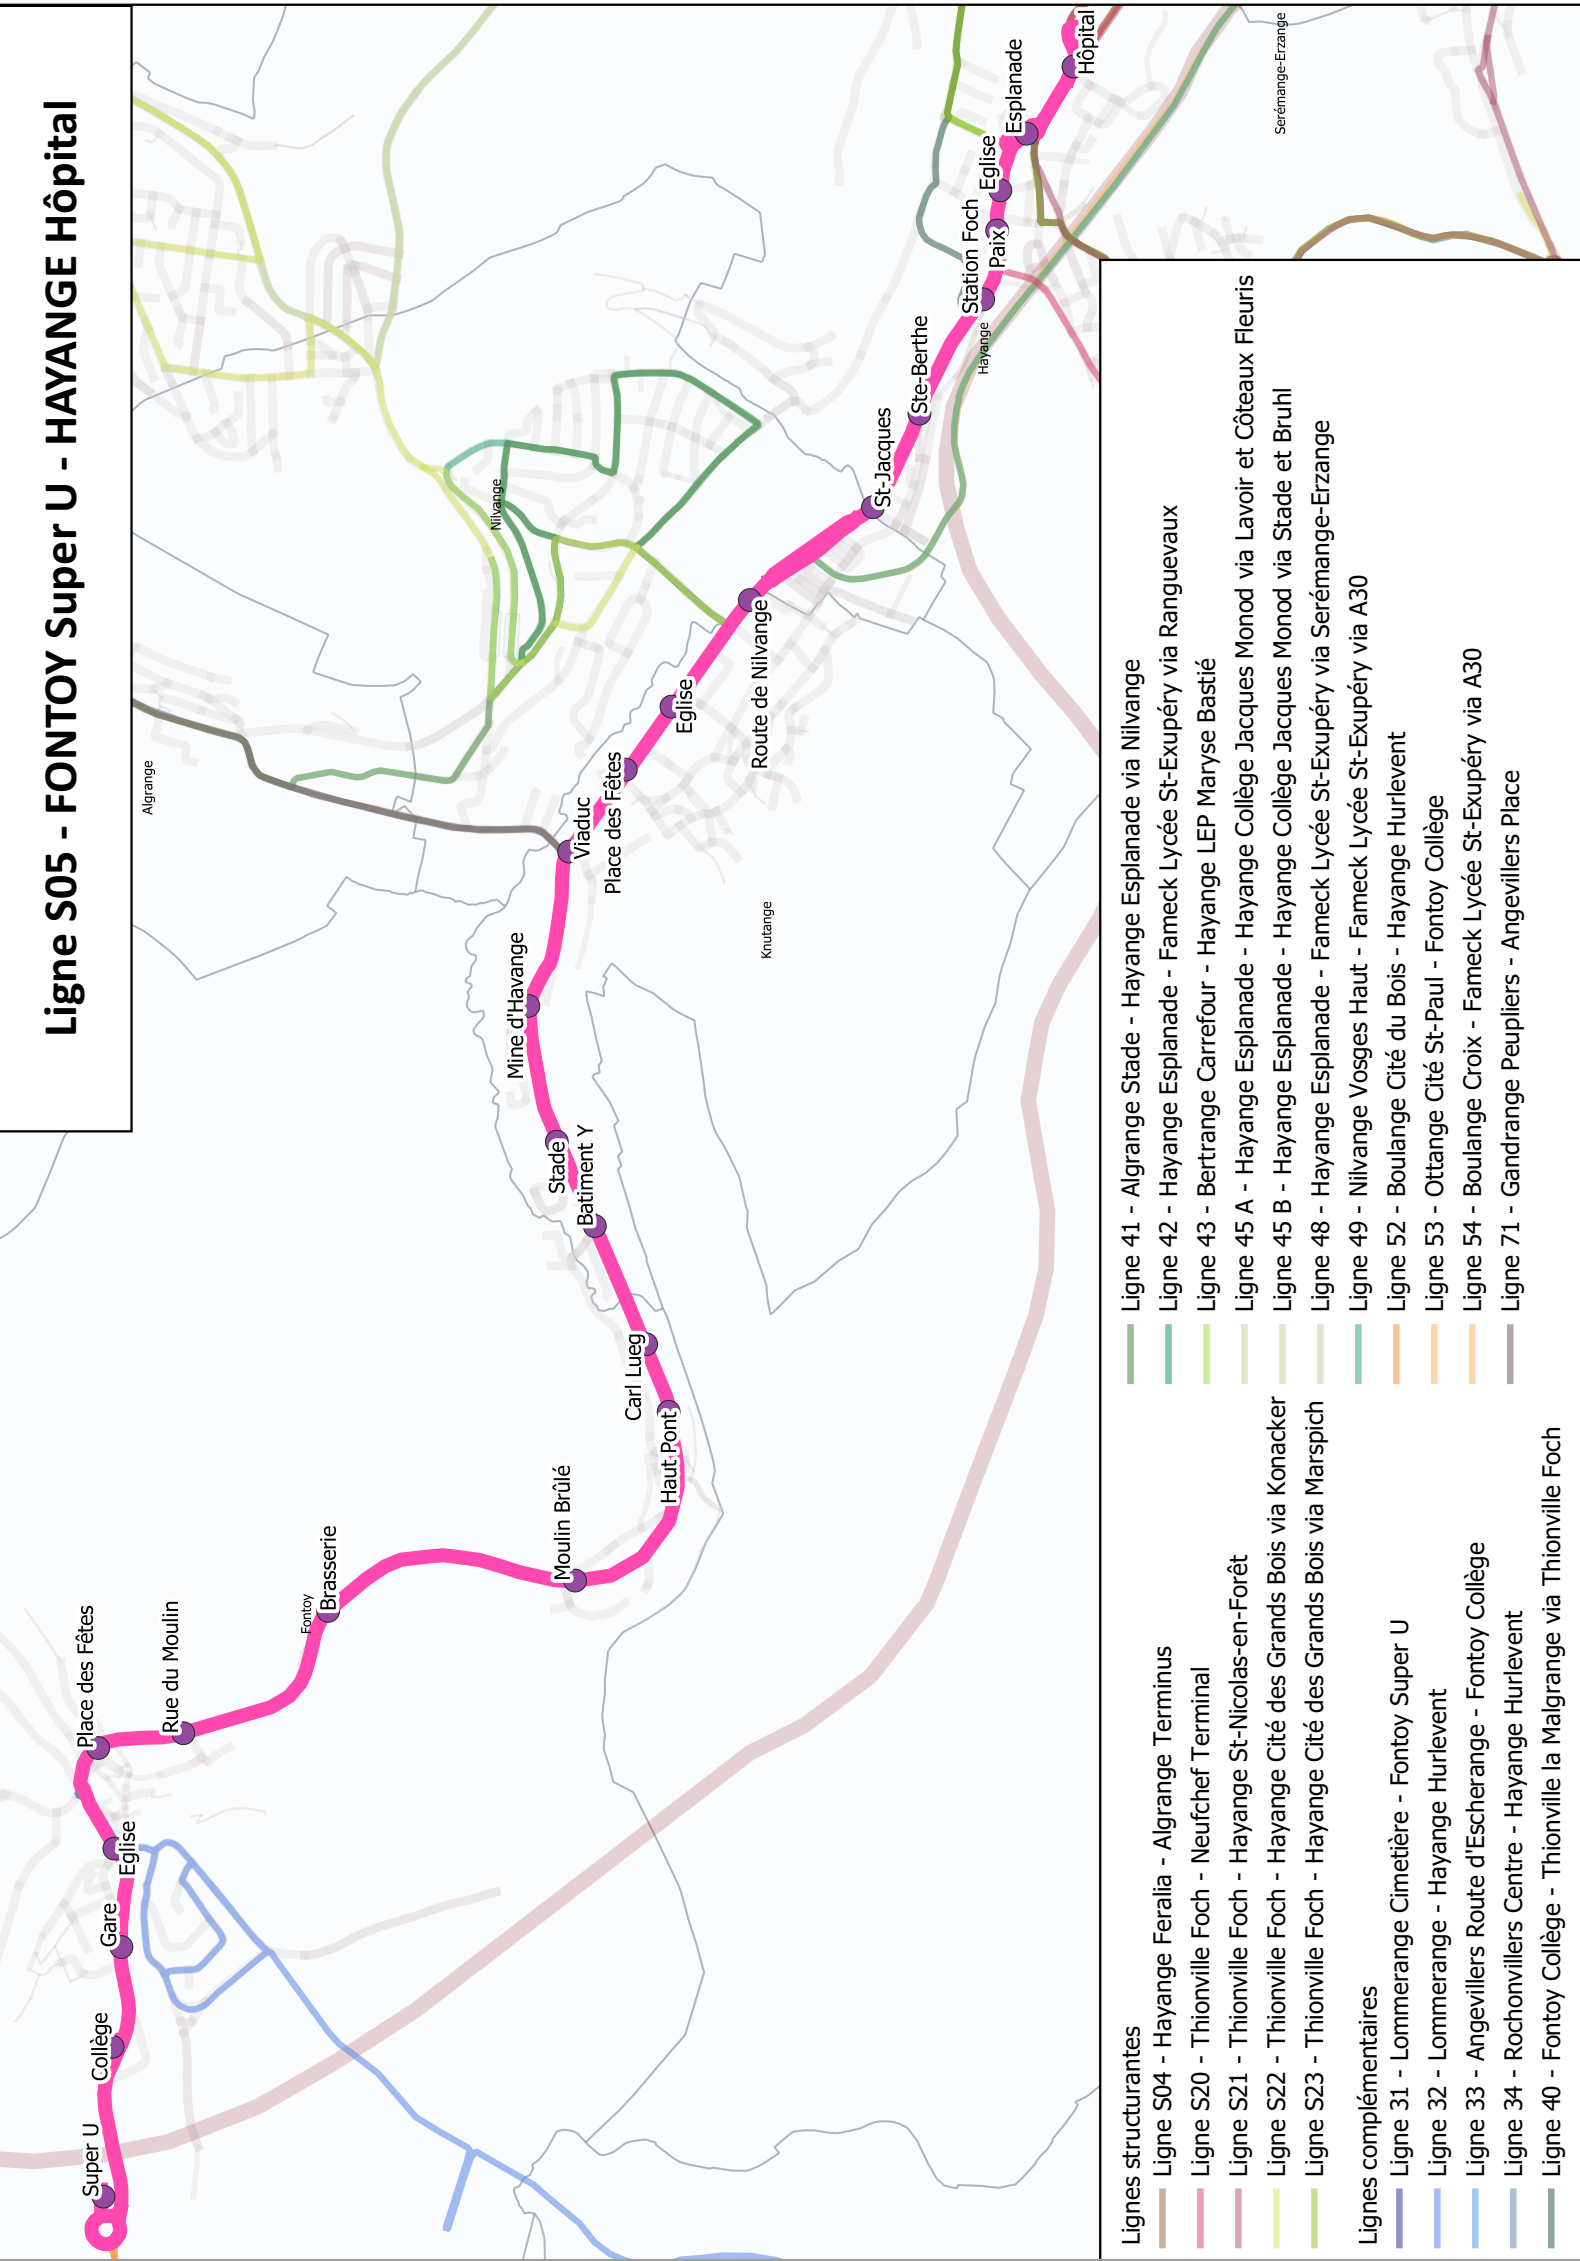 Ligne S05 - FONTOY Super U - HAYANGE Hôpital
Super U
Collège
Gare
Eglise
Place des Fêtes
Rue du Moulin
Fontoy
Brasserie
Moulin Brûlé
Haut Pont
Carl Lueg
Batiment Y
Stade
Mine d'Havange
Viaduc
Place des Fêtes
Eglise
Route de Nilvange
St-Jacques
Ste-Berthe
Station Foch
Paix
Eglise
Esplanade
Hôpital
Algrange
Nilvange
Knutange
Hayange
Serémange-Erzange
Lignes structurantes
Ligne S04 - Hayange Feralia - Algrange Terminus
Ligne S20 - Thionville Foch - Neufchef Terminal
Ligne S21 - Thionville Foch - Hayange St-Nicolas-en-Forêt
Ligne S22 - Thionville Foch - Hayange Cité des Grands Bois via Konacker
Ligne S23 - Thionville Foch - Hayange Cité des Grands Bois via Marspich
Lignes complémentaires
Ligne 31 - Lommerange Cimetière - Fontoy Super U
Ligne 32 - Lommerange - Hayange Hurlevent
Ligne 33 - Angevillers Route d'Escherange - Fontoy Collège
Ligne 34 - Rochonvillers Centre - Hayange Hurlevent
Ligne 40 - Fontoy Collège - Thionville la Malgrange via Thionville Foch
Ligne 41 - Algrange Stade - Hayange Esplanade via Nilvange
Ligne 42 - Hayange Esplanade - Fameck Lycée St-Exupéry via Ranguevaux
Ligne 43 - Bertrange Carrefour - Hayange LEP Maryse Bastié
Ligne 45 A - Hayange Esplanade - Hayange Collège Jacques Monod via Lavoir et Côteaux Fleuris
Ligne 45 B - Hayange Esplanade - Hayange Collège Jacques Monod via Stade et Bruhl
Ligne 48 - Hayange Esplanade - Fameck Lycée St-Exupéry via Serémange-Erzange
Ligne 49 - Nilvange Vosges Haut - Fameck Lycée St-Exupéry via A30
Ligne 52 - Boulange Cité du Bois - Hayange Hurlevent
Ligne 53 - Ottange Cité St-Paul - Fontoy Collège
Ligne 54 - Boulange Croix - Fameck Lycée St-Exupéry via A30
Ligne 71 - Gandrange Peupliers - Angevillers Place